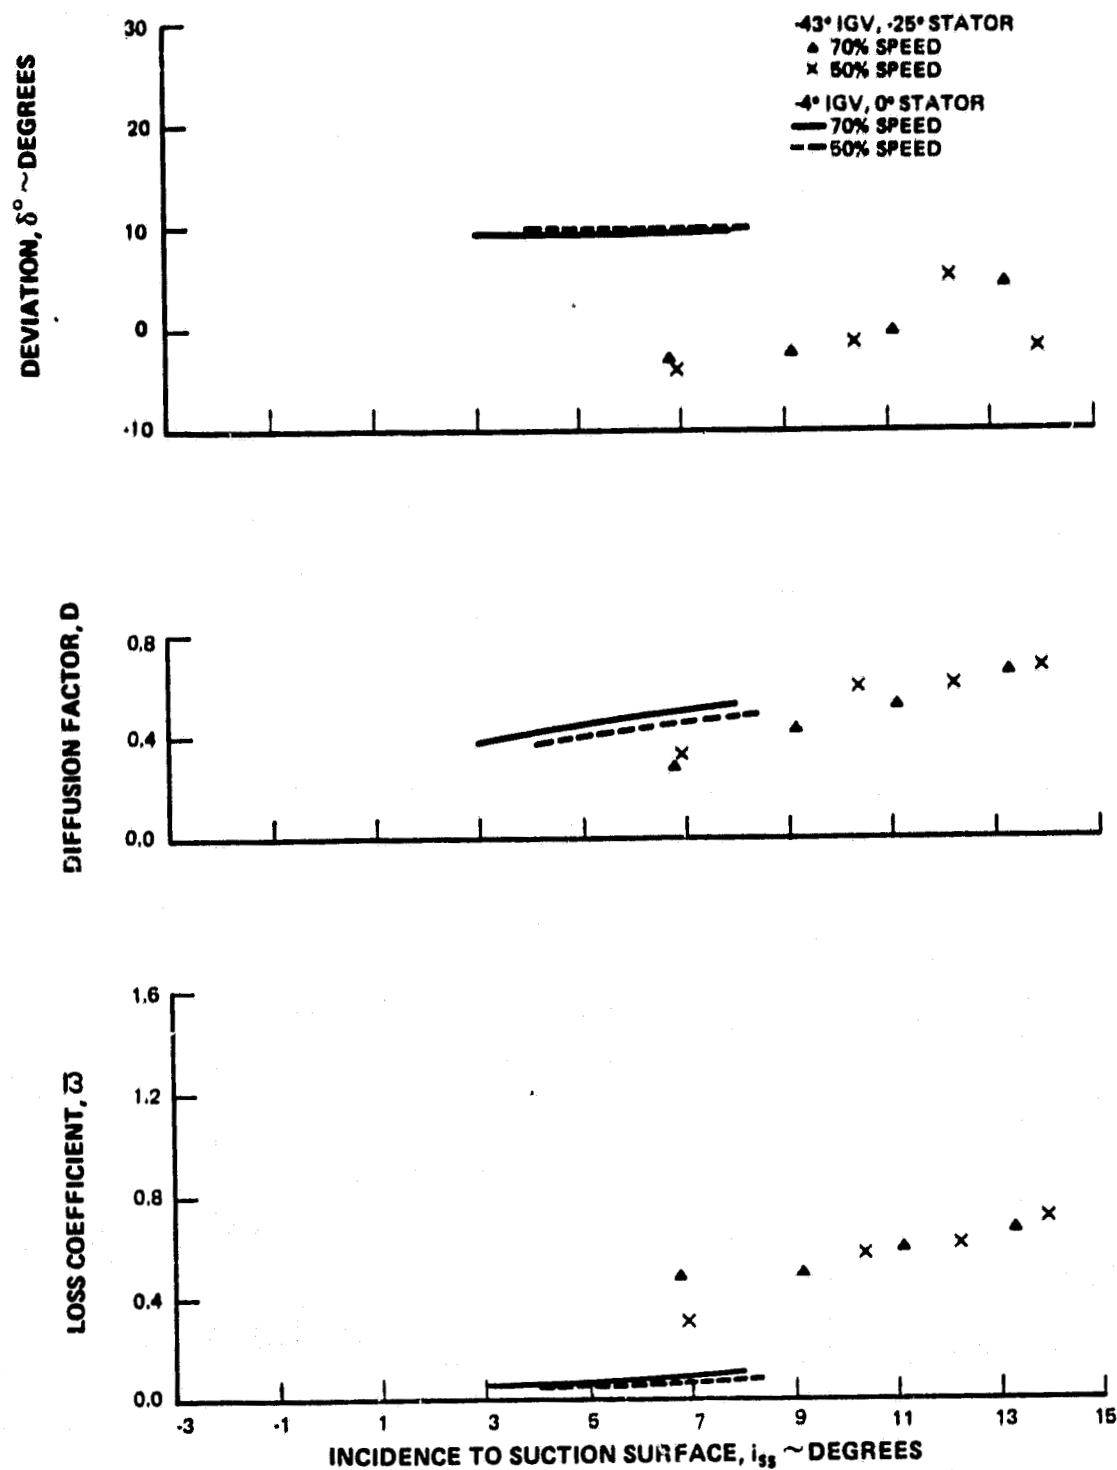 -43° IGV, -25° STATOR
▲ 70% SPEED
× 50% SPEED
-4° IGV, 0° STATOR
70% SPEED
50% SPEED
DEVIATION, δ° ~ DEGREES
30
20
10
0
-10
DIFFUSION FACTOR, D
0.8
0.4
0.0
LOSS COEFFICIENT, ω̅
1.6
1.2
0.8
0.4
0.0
-3 -1 1 3 5 7 9 11 13 15
INCIDENCE TO SUCTION SURFACE, iss ~ DEGREES